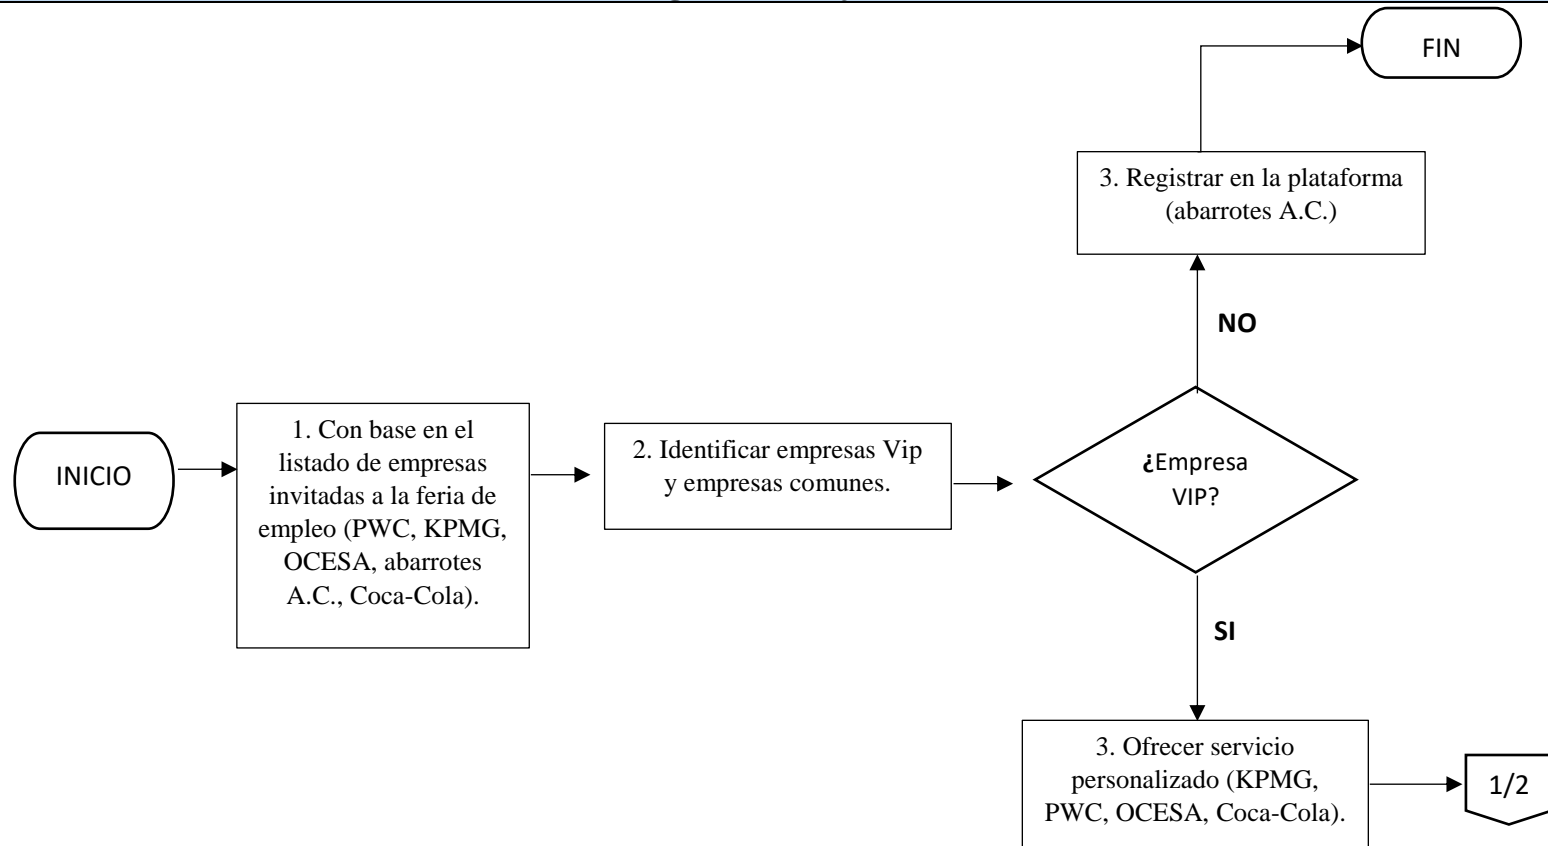 FIN
3. Registrar en la plataforma
(abarrotes A.C.)
NO
INICIO
1. Con base en el
listado de empresas
invitadas a la feria de
empleo (PWC, KPMG,
OCESA, abarrotes
A.C., Coca-Cola).
2. Identificar empresas Vip
y empresas comunes.
¿Empresa
VIP?
SI
3. Ofrecer servicio
personalizado (KPMG,
PWC, OCESA, Coca-Cola).
1/2